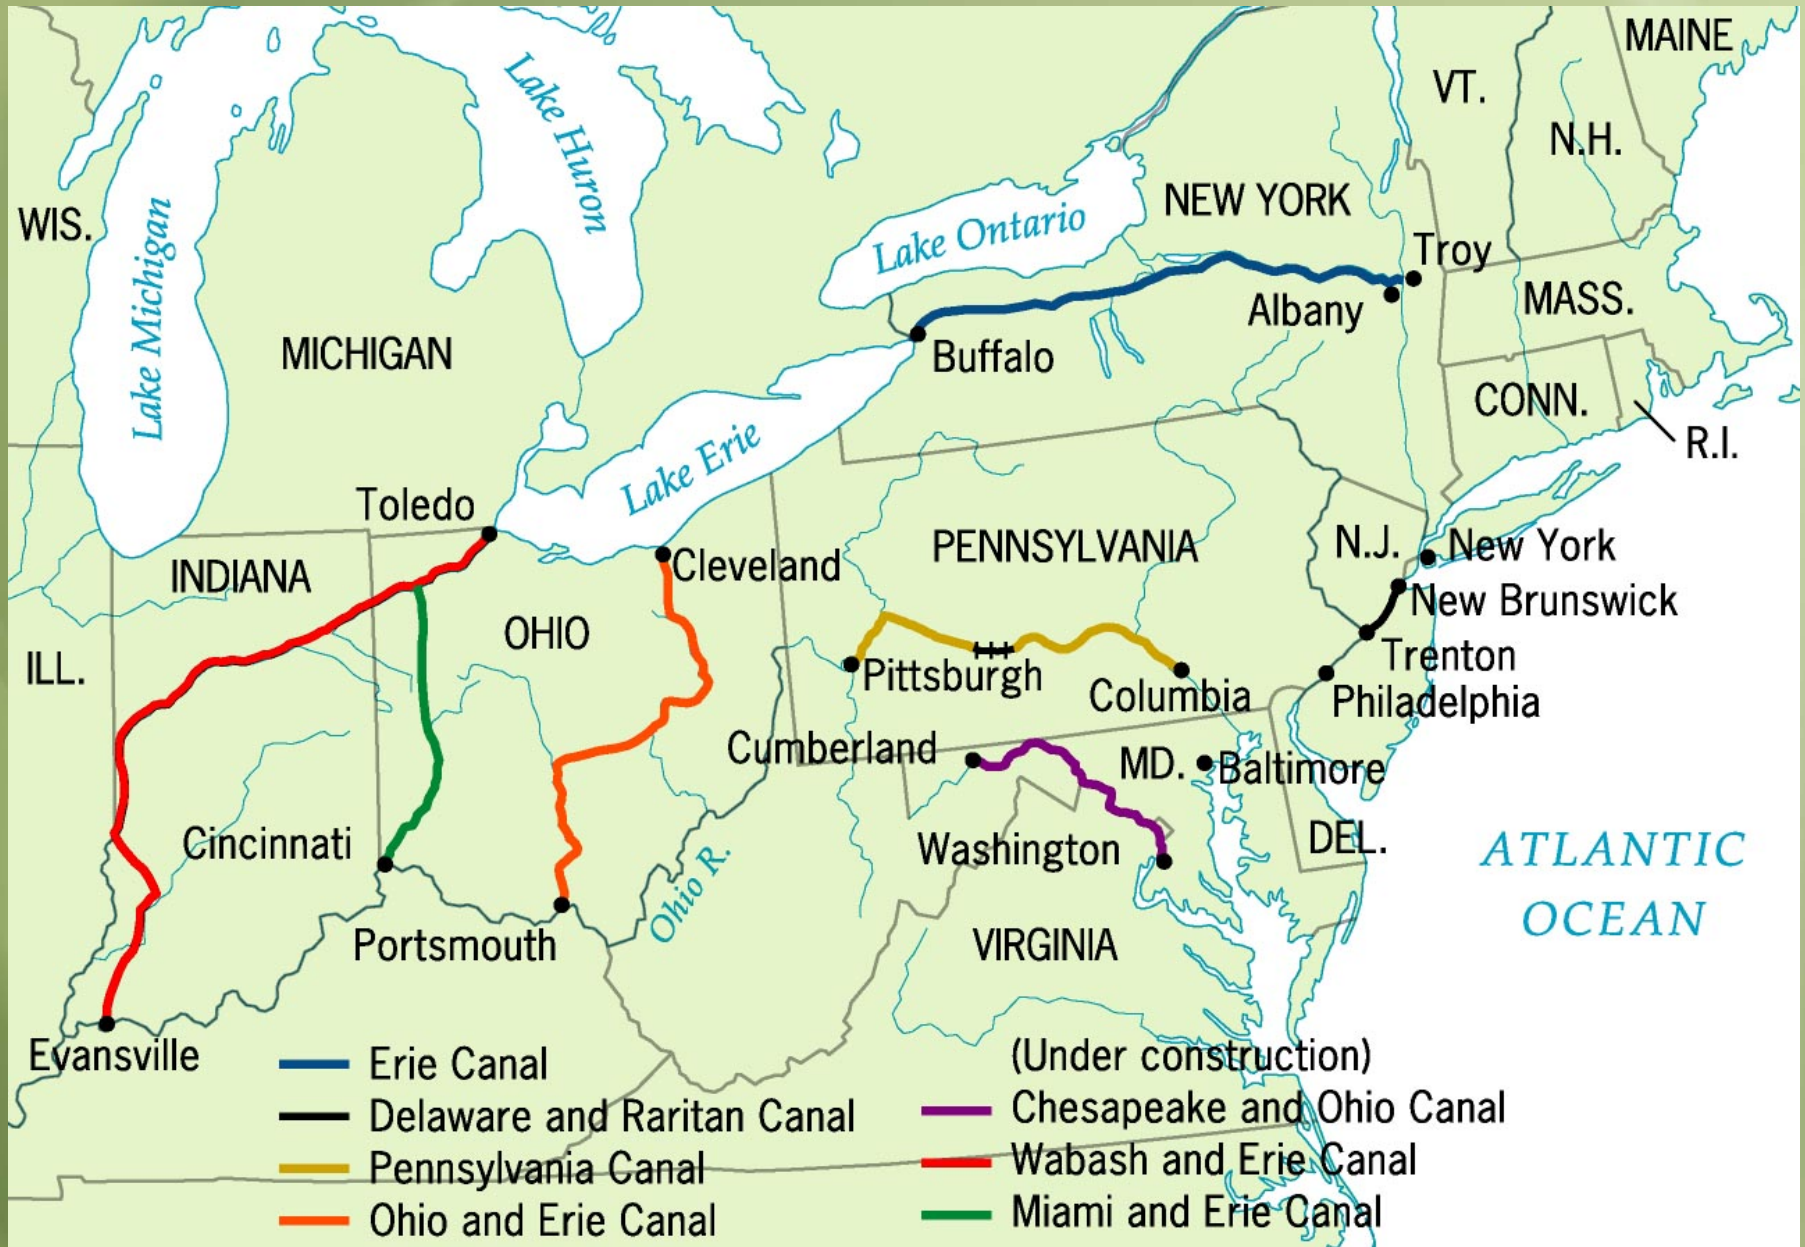 MAINE
VT.
N.H.
Lake Huron
WIS.
Lake Michigan
NEW YORK
Lake Ontario
Troy
Albany
MASS.
MICHIGAN
Buffalo
CONN.
R.I.
Lake Erie
Toledo
Cleveland
PENNSYLVANIA
N.J.
New York
INDIANA
New Brunswick
OHIO
Trenton
ILL.
Pittsburgh
Columbia
Philadelphia
Cumberland
MD.
Baltimore
Cincinnati
Washington
DEL.
ATLANTIC
OCEAN
Ohio R.
Portsmouth
VIRGINIA
Evansville
Erie Canal
Delaware and Raritan Canal
Pennsylvania Canal
Ohio and Erie Canal
(Under construction)
Chesapeake and Ohio Canal
Wabash and Erie Canal
Miami and Erie Canal